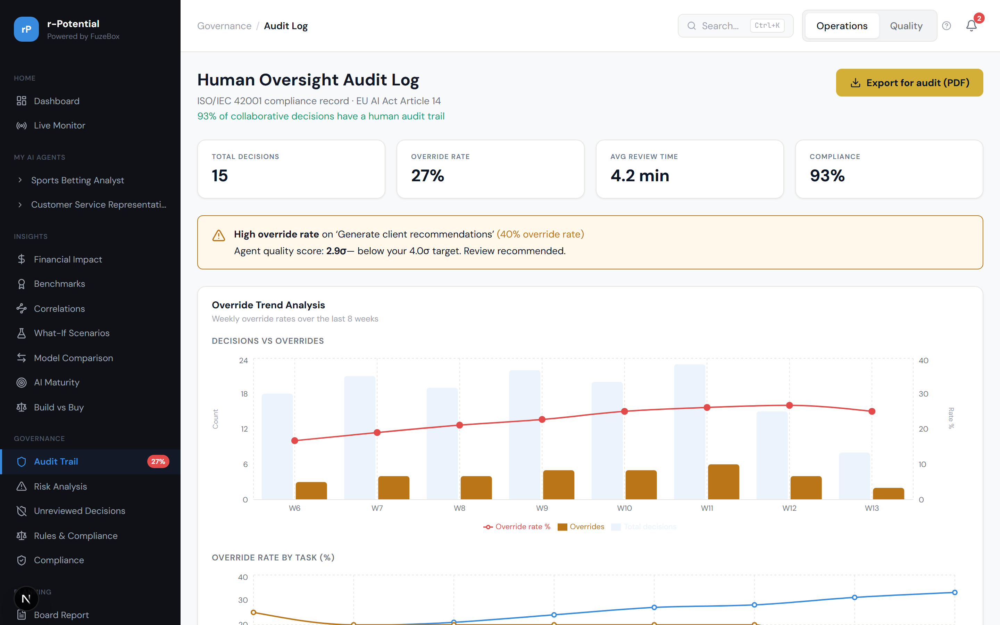 rP
r-Potential
Powered by FuzeBox
HOME
Dashboard
Live Monitor
MY AI AGENTS
Sports Betting Analyst
Customer Service Representati...
INSIGHTS
Financial Impact
Benchmarks
Correlations
What-If Scenarios
Model Comparison
AI Maturity
Build vs Buy
GOVERNANCE
Audit Trail
27%
Risk Analysis
Unreviewed Decisions
Rules & Compliance
Compliance
N
Board Report
Governance / Audit Log
Search...
Ctrl+K
Operations
Quality
2
Human Oversight Audit Log
ISO/IEC 42001 compliance record · EU AI Act Article 14
93% of collaborative decisions have a human audit trail
Export for audit (PDF)
TOTAL DECISIONS
15
OVERRIDE RATE
27%
AVG REVIEW TIME
4.2 min
COMPLIANCE
93%
High override rate on ‘Generate client recommendations’ (40% override rate)
Agent quality score: 2.9σ— below your 4.0σ target. Review recommended.
Override Trend Analysis
Weekly override rates over the last 8 weeks
DECISIONS VS OVERRIDES
24
18
12
6
0
Count
40
30
20
10
0
Rate %
W6
W7
W8
W9
W10
W11
W12
W13
Override rate %
Overrides
Total decisions
OVERRIDE RATE BY TASK (%)
40
30
20